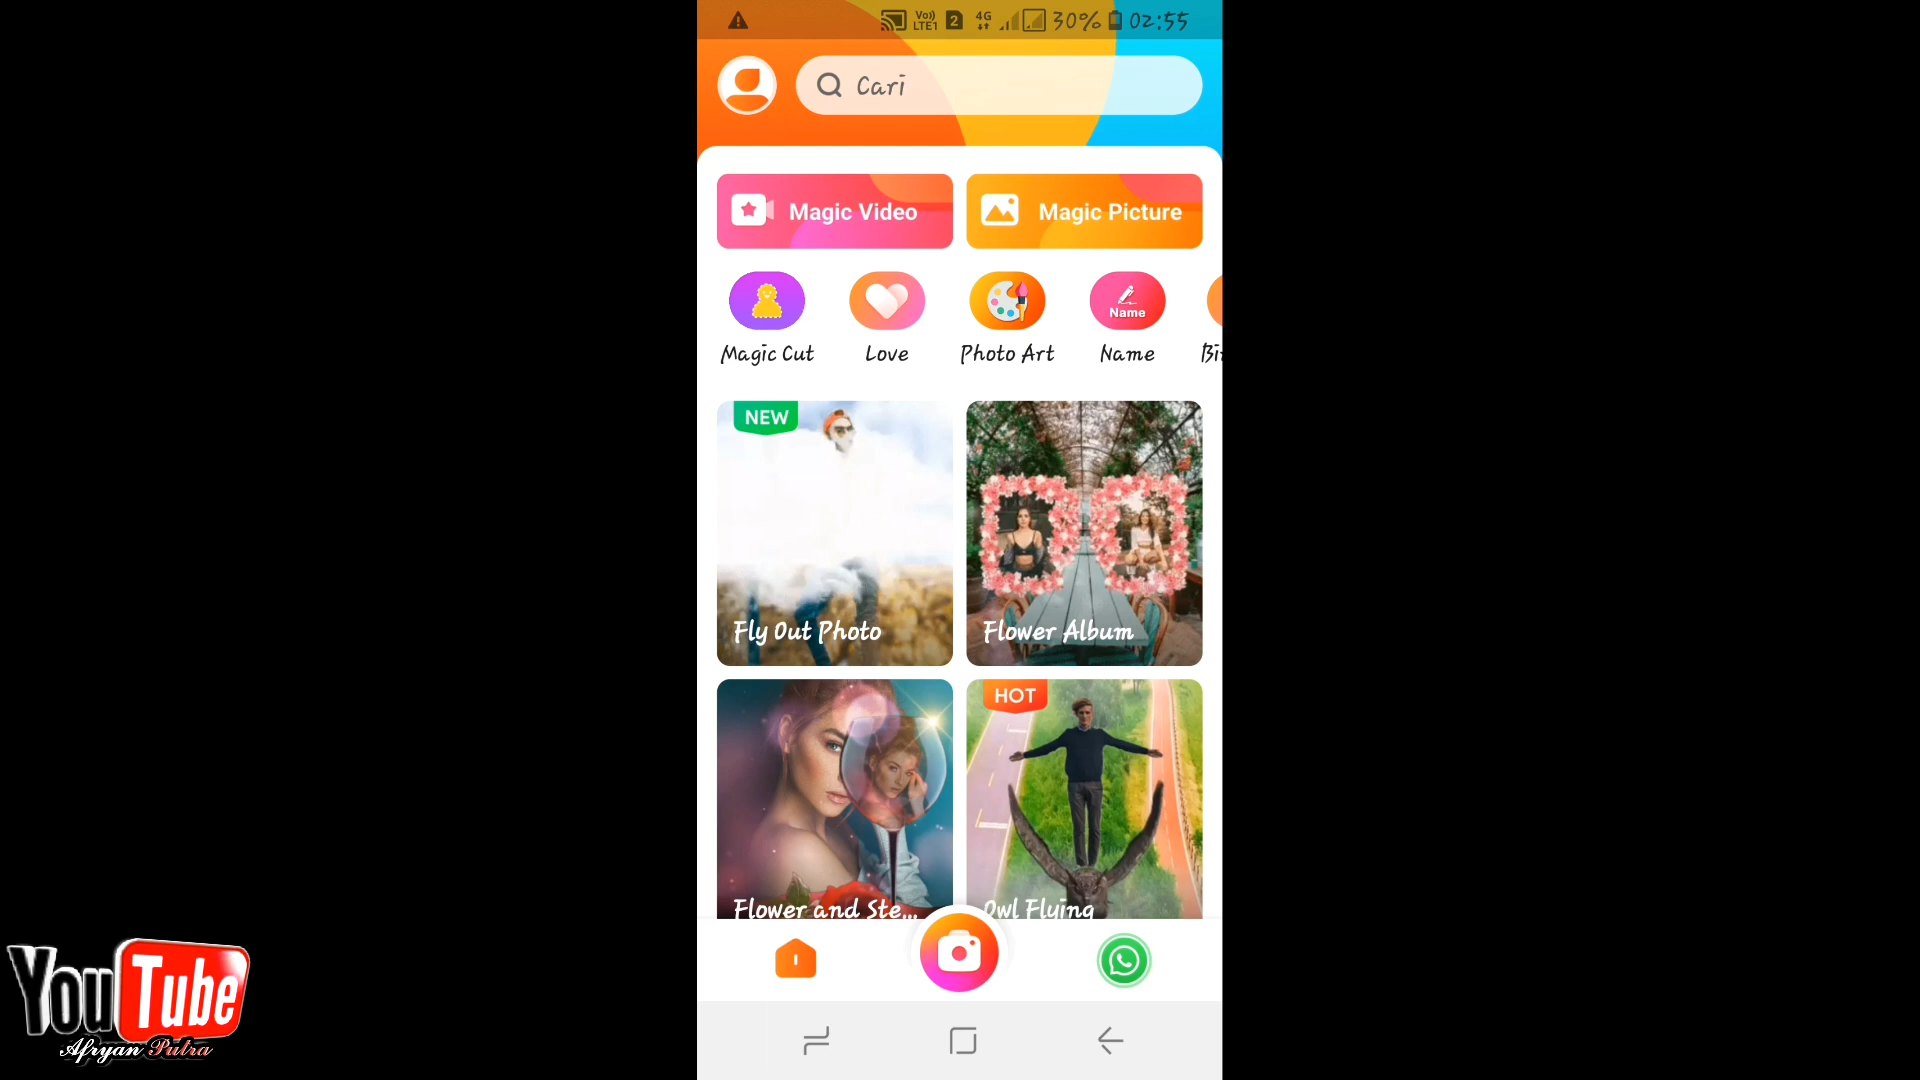 Vo)) LTE1 2 4G 30% 02:55
Cari
Magic Video
Magic Picture
Name
Magic Cut
Love
Photo Art
Name
Bi
NEW
Fly Out Photo
Flower Album
HOT
Flower and Ste...
Owl Flying
YouTube
Afryan Putra